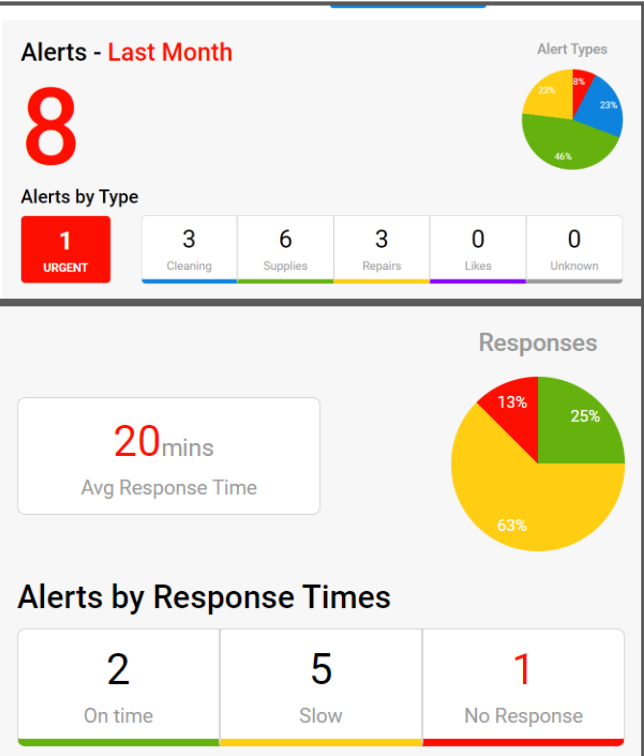 Alerts - Last Month
Alert Types
8
8%
23%
23%
46%
Alerts by Type
1
URGENT
3
Cleaning
6
Supplies
3
Repairs
0
Likes
0
Unknown
Responses
13%
25%
63%
20mins
Avg Response Time
Alerts by Response Times
2
On time
5
Slow
1
No Response